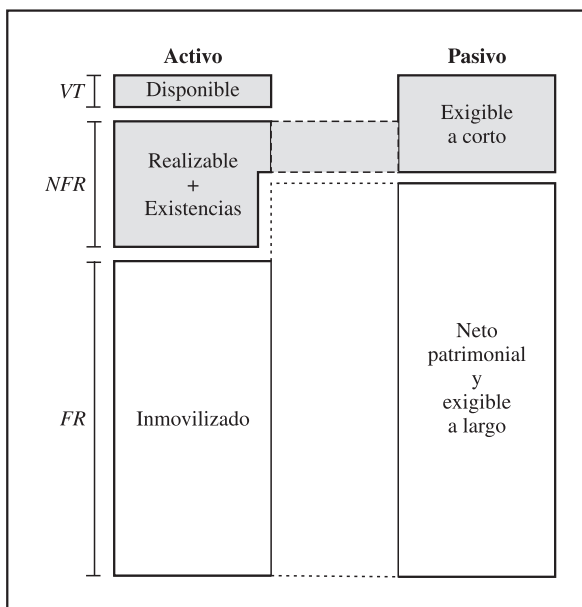 Activo
Pasivo
VT
Disponible
Exigible
a corto
NFR
Realizable
+
Existencias
FR
Inmovilizado
Neto
patrimonial
y
exigible
a largo